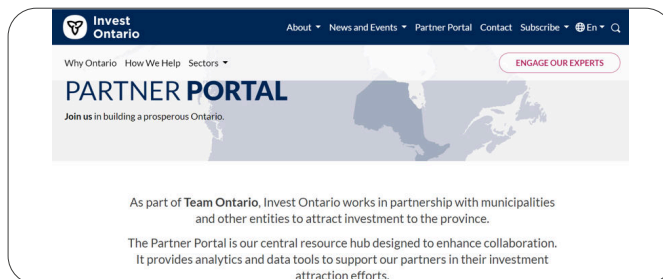 Invest
Ontario
About News and Events Partner Portal Contact Subscribe En
Why Ontario How We Help Sectors
ENGAGE OUR EXPERTS
PARTNER PORTAL
Join us in building a prosperous Ontario.
As part of Team Ontario, Invest Ontario works in partnership with municipalities
and other entities to attract investment to the province.
The Partner Portal is our central resource hub designed to enhance collaboration.
It provides analytics and data tools to support our partners in their investment
attraction efforts.